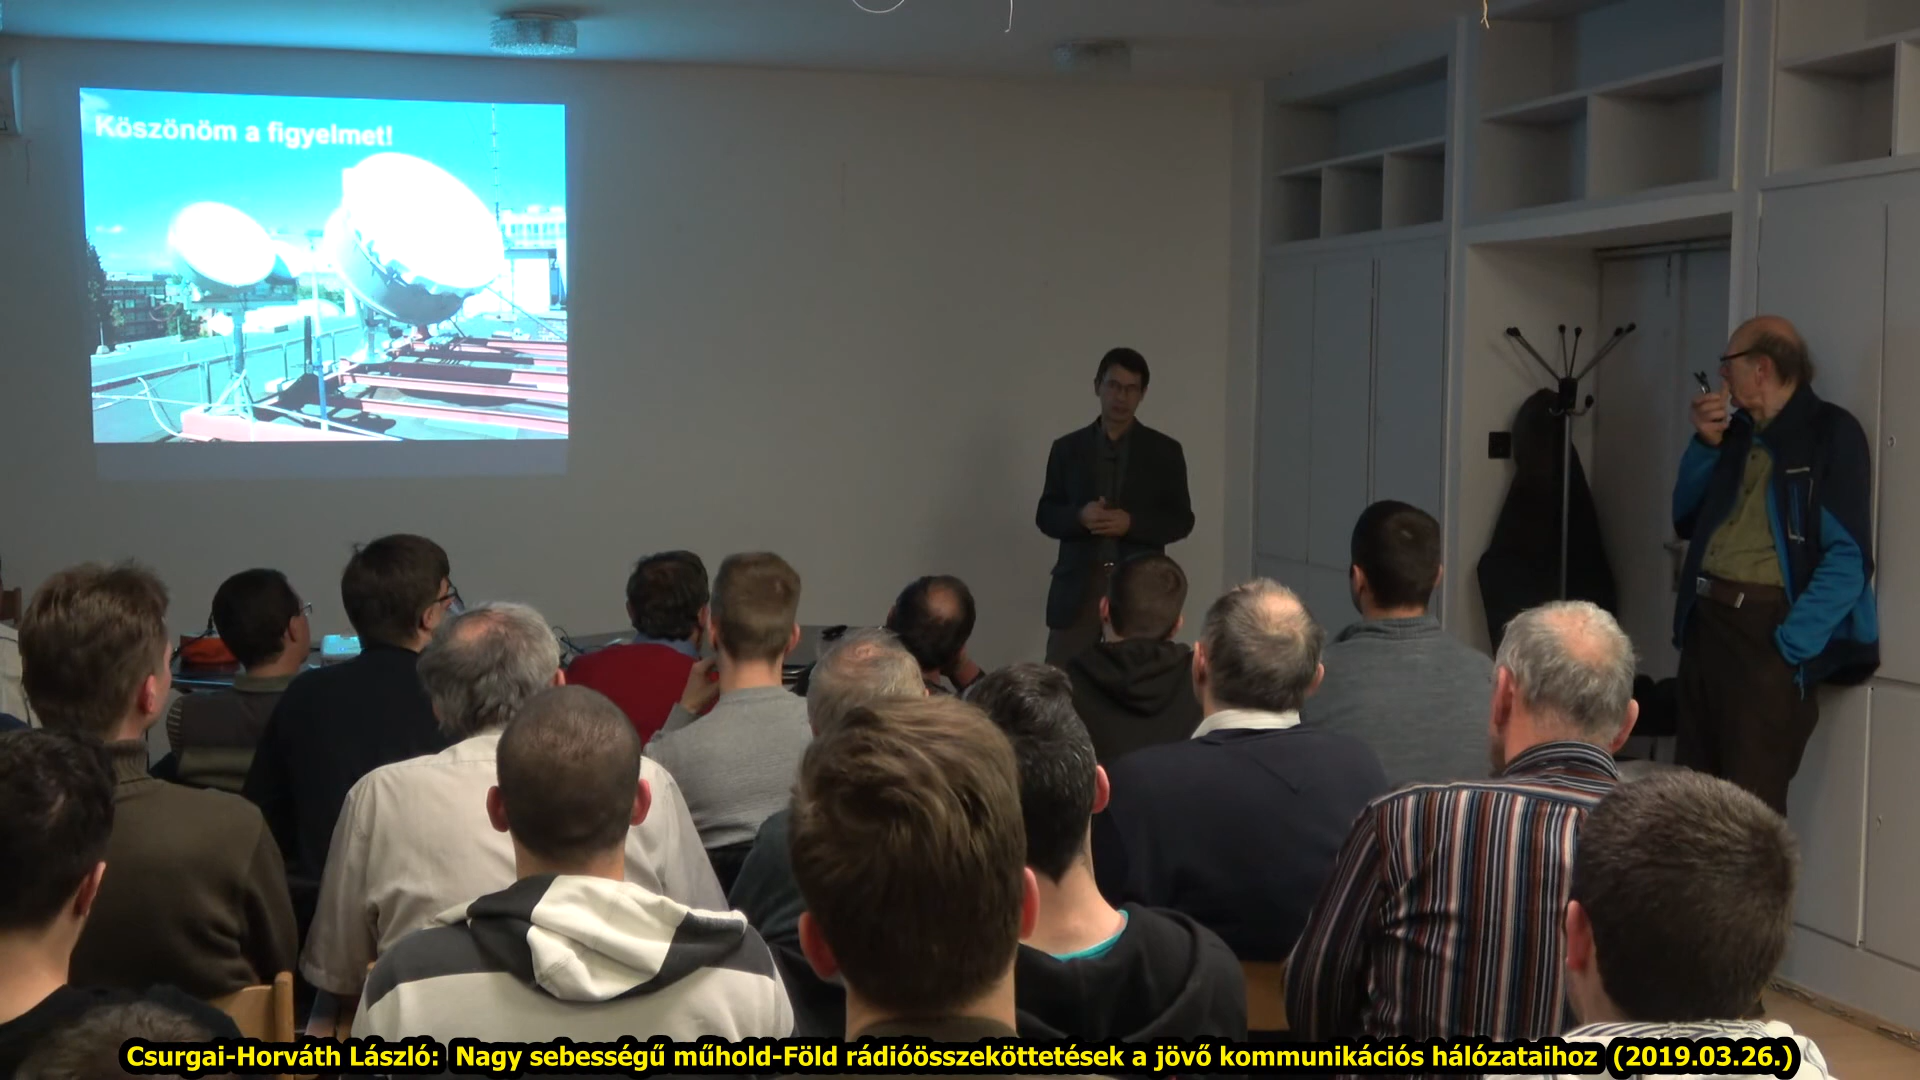 Köszönöm a figyelmet!
Csurgai-Horváth László: Nagy sebességű műhold-Föld rádióösszeköttetések a jövő kommunikációs hálózataihoz (2019.03.26.)